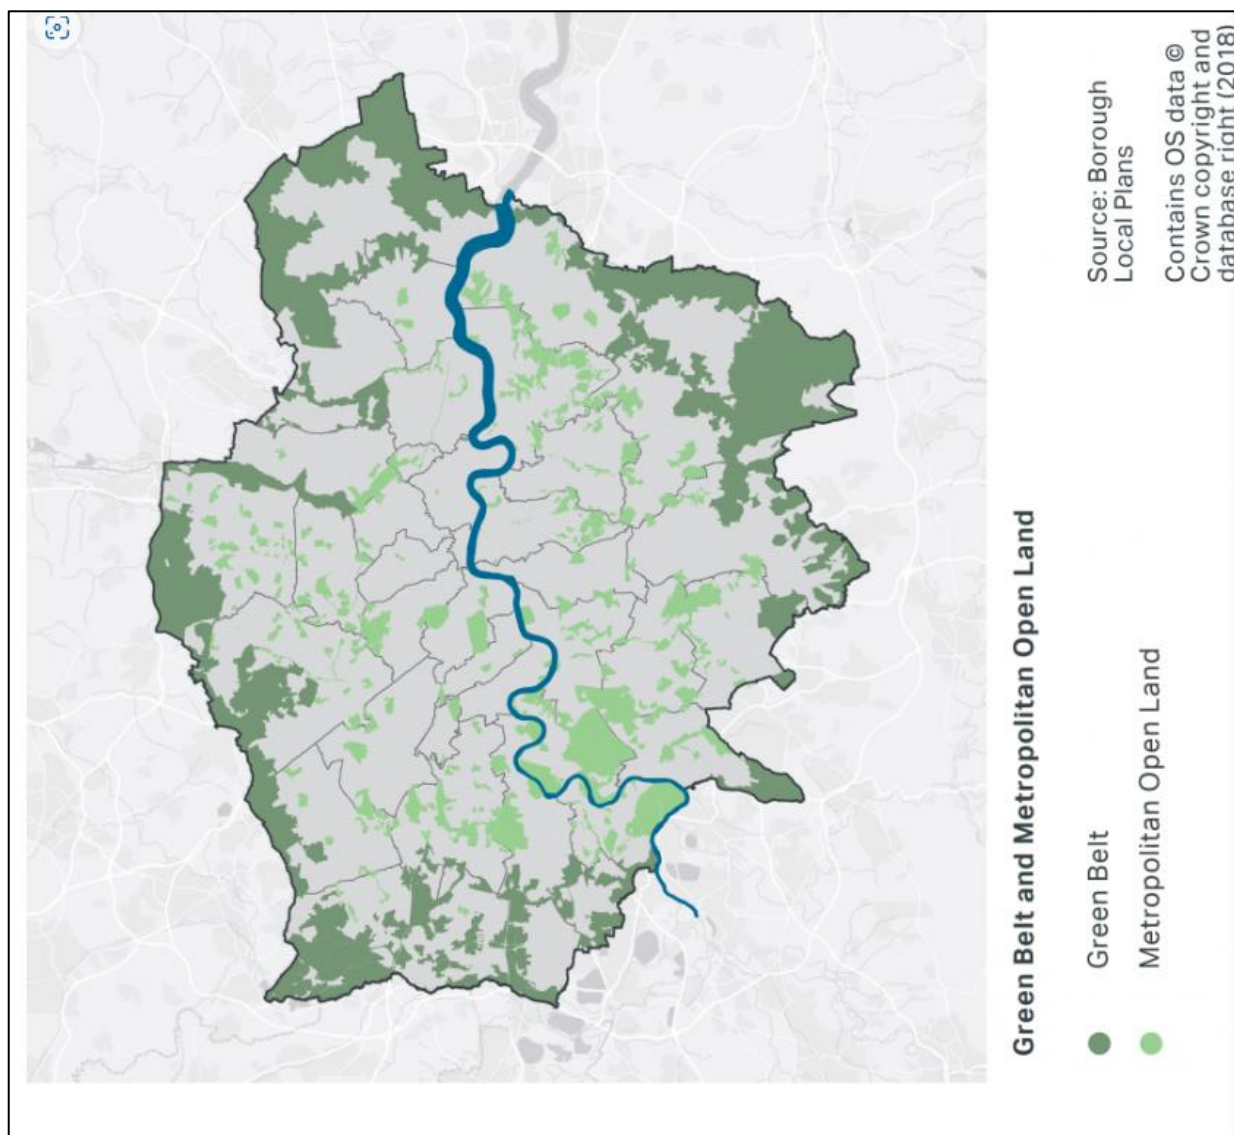 Green Belt and Metropolitan Open Land
Green Belt
Metropolitan Open Land
Source: Borough
Local Plans
Contains OS data ©
Crown copyright and
database right (2018)